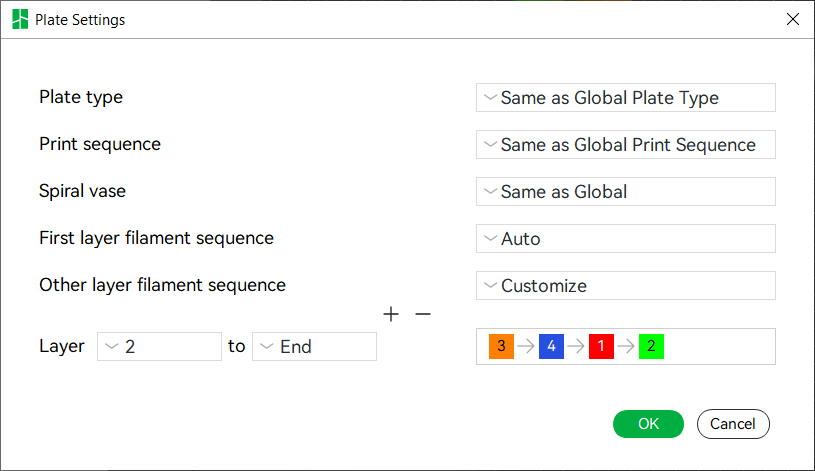 Plate Settings
Plate type
Same as Global Plate Type
Print sequence
Same as Global Print Sequence
Spiral vase
Same as Global
First layer filament sequence
Auto
Other layer filament sequence
Customize
Layer 2 to End
3 4 1 2
OK Cancel